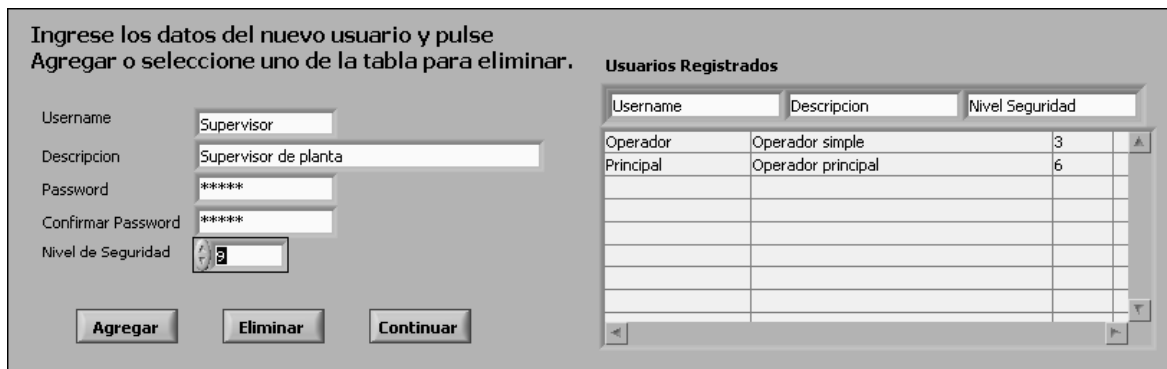 Ingrese los datos del nuevo usuario y pulse
Agregar o seleccione uno de la tabla para eliminar.
Username Supervisor
Descripcion Supervisor de planta
Password *****
Confirmar Password *****
Nivel de Seguridad 9
Agregar Eliminar Continuar
Usuarios Registrados
Username Descripcion Nivel Seguridad
Operador Operador simple 3
Principal Operador principal 6